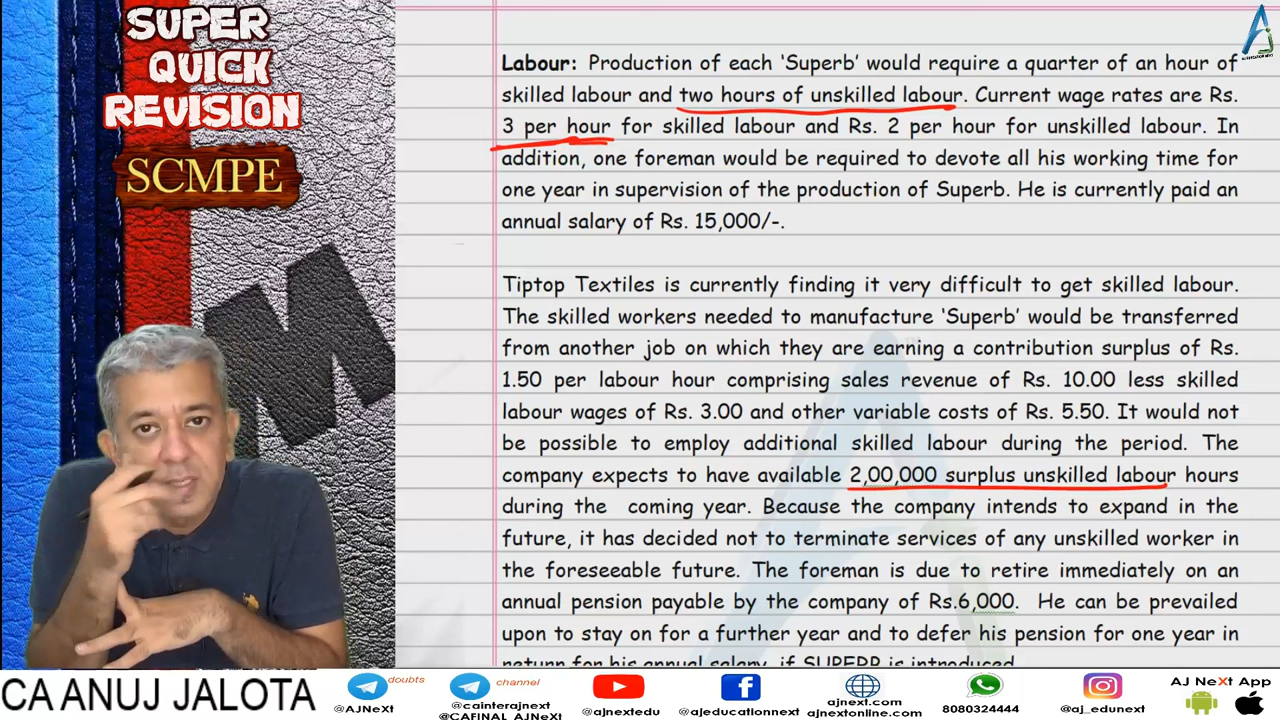 SUPER
QUICK
REVISION
SCMPE
Labour: Production of each ‘Superb’ would require a quarter of an hour of
skilled labour and two hours of unskilled labour. Current wage rates are Rs.
3 per hour for skilled labour and Rs. 2 per hour for unskilled labour. In
addition, one foreman would be required to devote all his working time for
one year in supervision of the production of Superb. He is currently paid an
annual salary of Rs. 15,000/-.
Tiptop Textiles is currently finding it very difficult to get skilled labour.
The skilled workers needed to manufacture ‘Superb’ would be transferred
from another job on which they are earning a contribution surplus of Rs.
1.50 per labour hour comprising sales revenue of Rs. 10.00 less skilled
labour wages of Rs. 3.00 and other variable costs of Rs. 5.50. It would not
be possible to employ additional skilled labour during the period. The
company expects to have available 2,00,000 surplus unskilled labour hours
during the coming year. Because the company intends to expand in the
future, it has decided not to terminate services of any unskilled worker in
the foreseeable future. The foreman is due to retire immediately on an
annual pension payable by the company of Rs.6,000. He can be prevailed
upon to stay on for a further year and to defer his pension for one year in
return for his annual salary, if SUPERB is introduced.
CA ANUJ JALOTA
doubts
@AJNeXt
channel
@cainterajnext
@CAFINAL_AJNeXt
@ajnextedu
@ajeducationnext
ajnext.com
ajnextonline.com
8080324444
@aj_edunext
AJ NeXt App